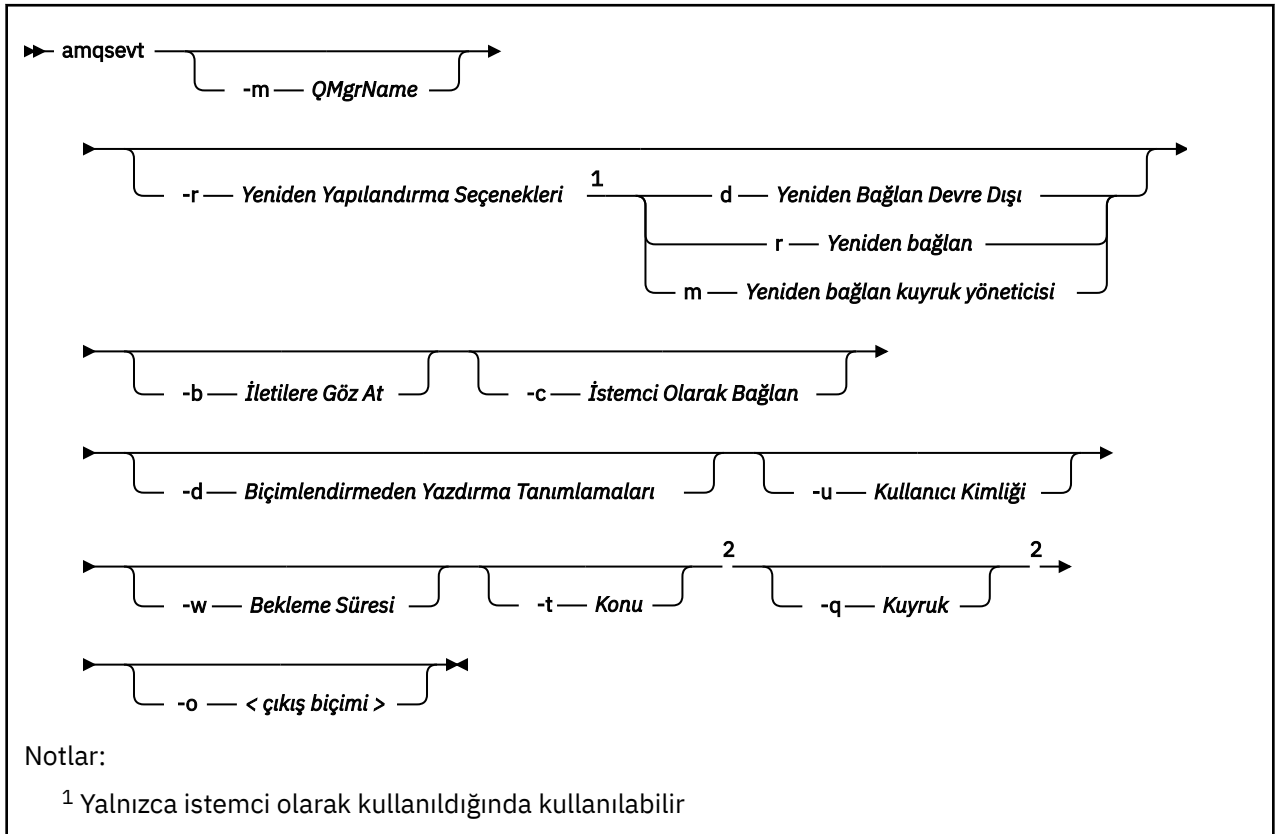 amqsevt
-m QMgrName
-r Yeniden Yapılandırma Seçenekleri 1 d Yeniden Bağlan Devre Dışı
r Yeniden bağlan
m Yeniden bağlan kuyruk yöneticisi
-b İletilere Göz At -c İstemci Olarak Bağlan
-d Biçimlendirmeden Yazdırma Tanımlamaları -u Kullanıcı Kimliği
2 2
-w Bekleme Süresi -t Konu -q Kuyruk
-o < çıkış biçimi >
Notlar:
1 Yalnızca istemci olarak kullanıldığında kullanılabilir